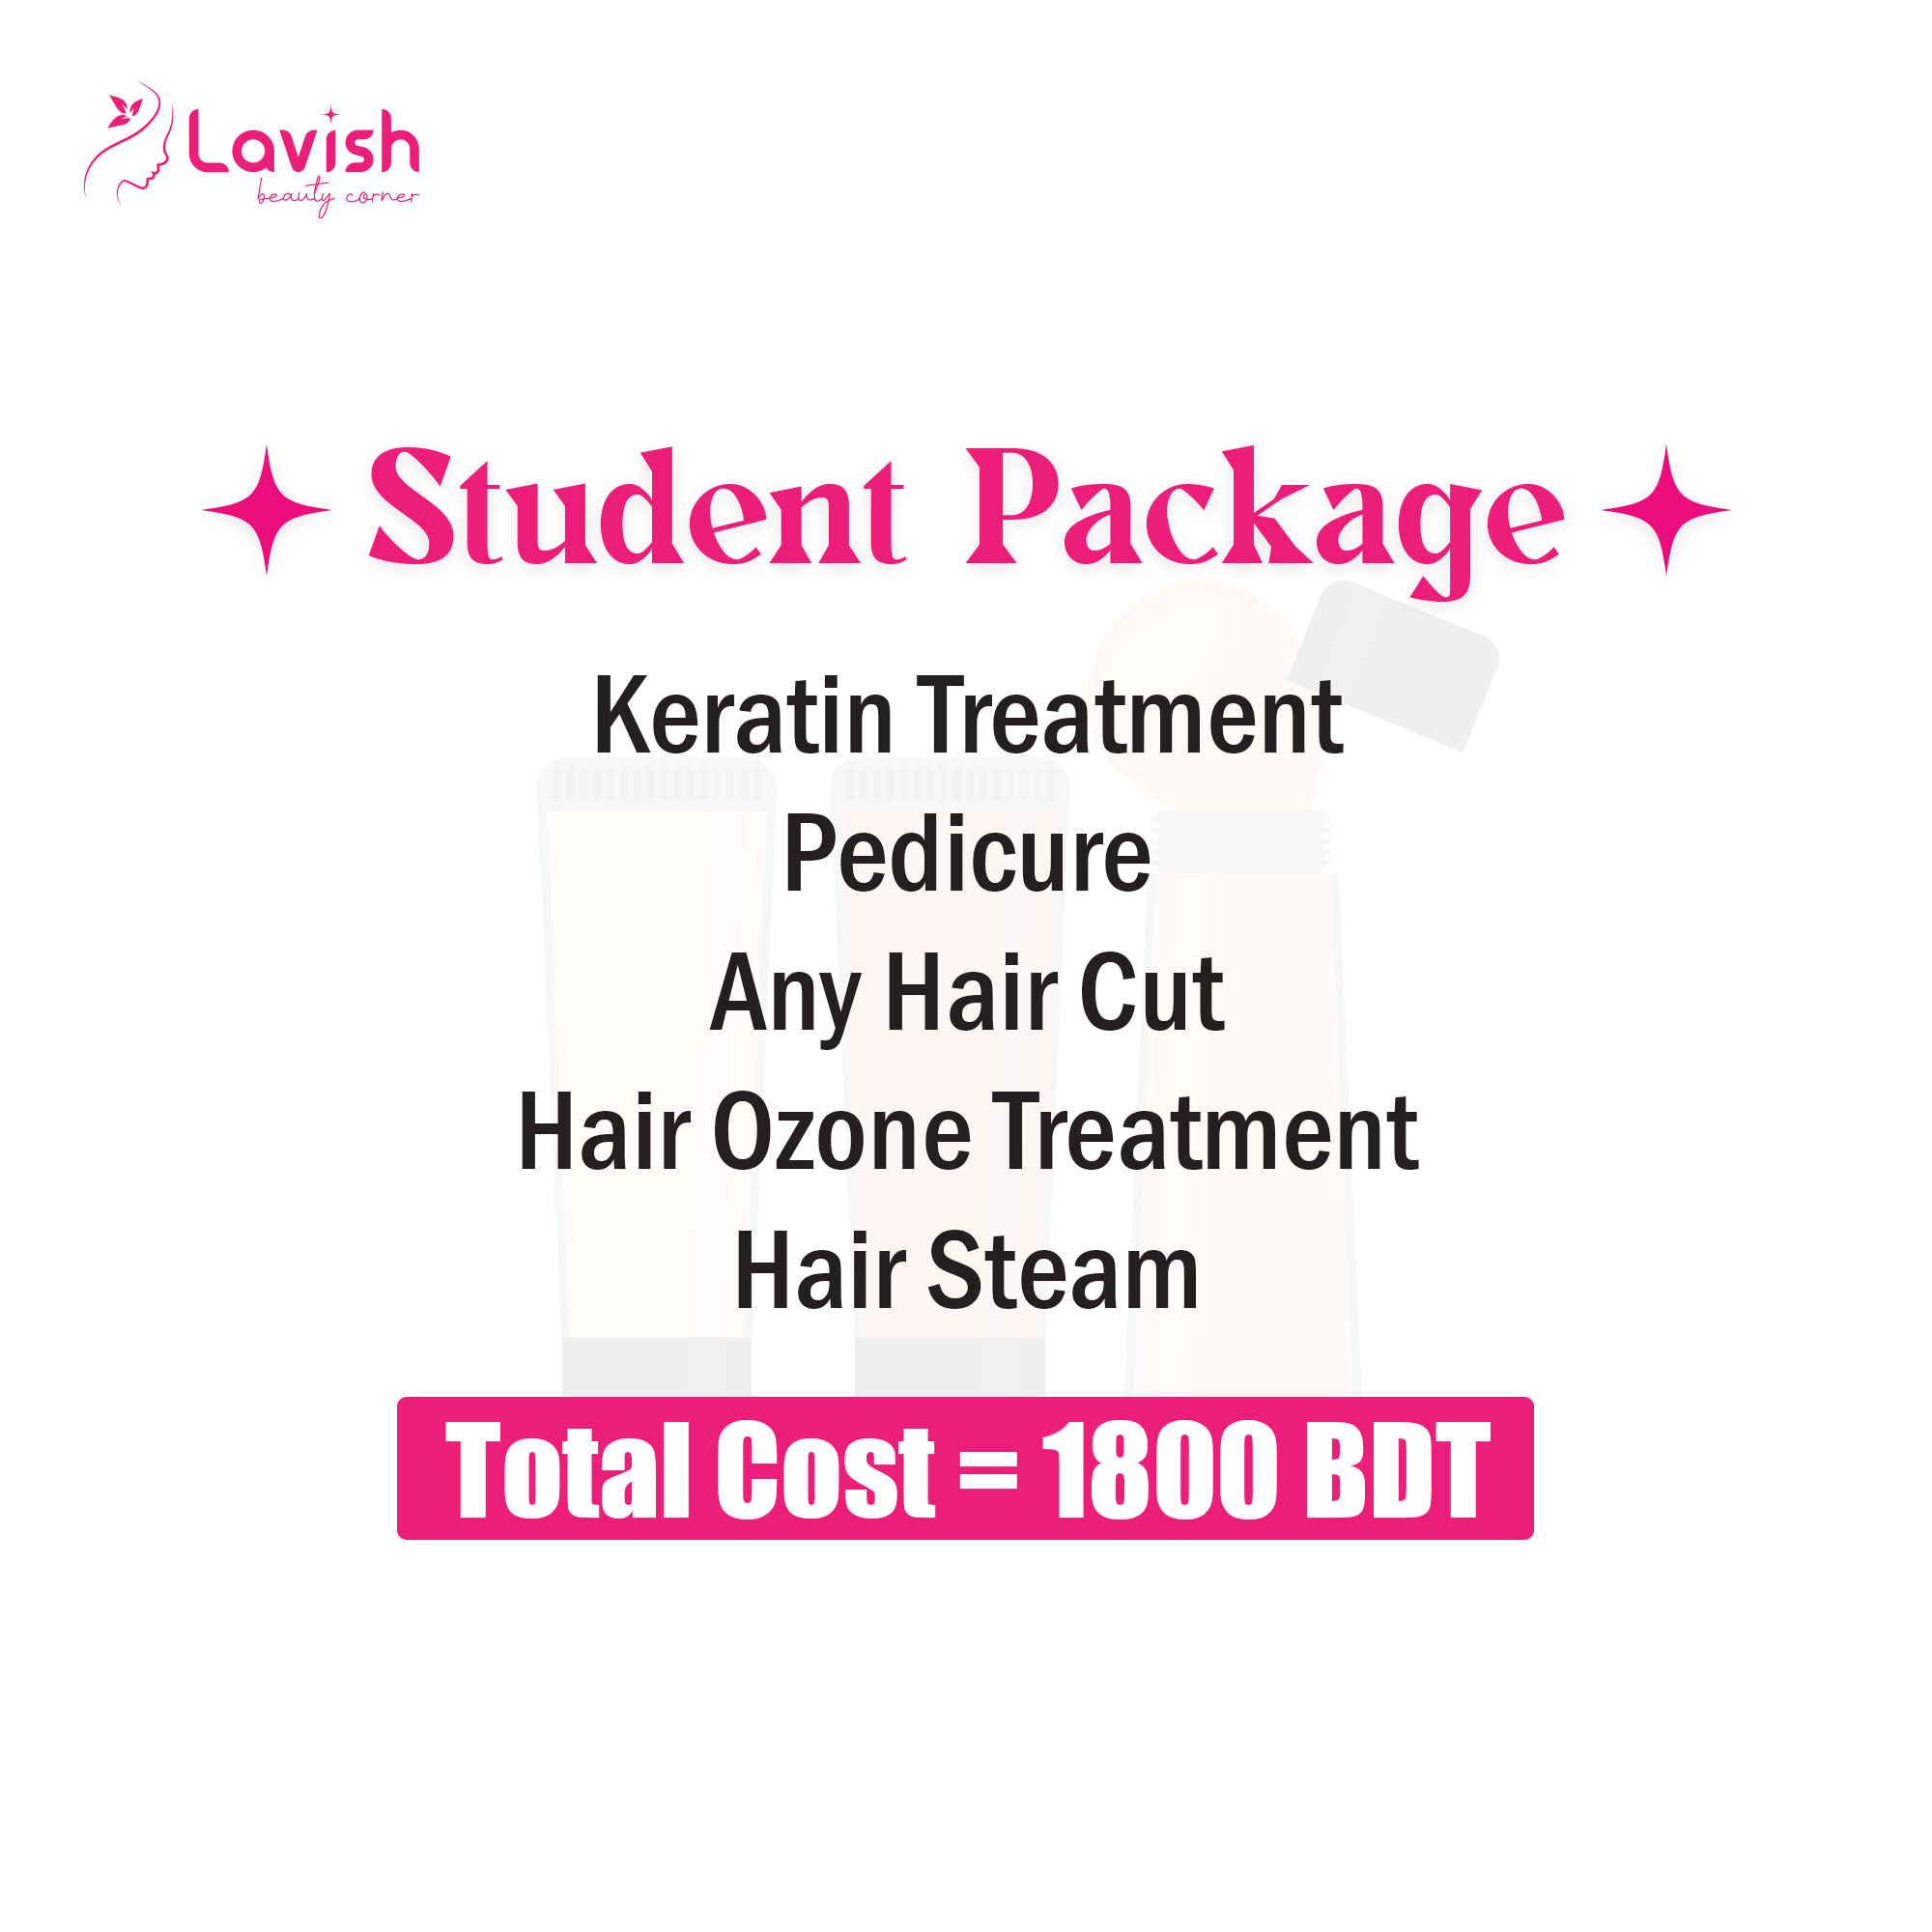 Lavish
beauty corner
Student Package
Keratin Treatment
Pedicure
Any Hair Cut
Hair Ozone Treatment
Hair Steam
Total Cost = 1800 BDT